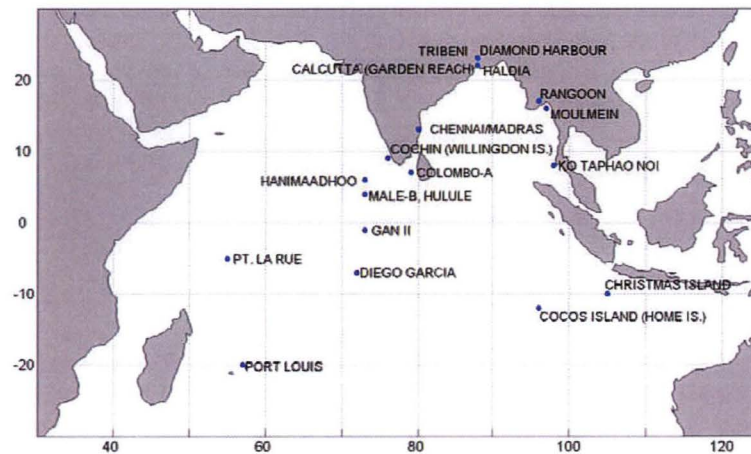 TRIBENI DIAMOND HARBOUR
20
CALCUTTA (GARDEN REACH) HALDIA
RANGOON
MOULMEIN
CHENNAI/MADRAS
10
COCHIN (WILLINGDON IS.)
COLOMBO-A
KO TAPHAO NOI
HANIMAADHOO
MALE-B, HULULE
0
GAN II
PT. LA RUE
DIEGO GARCIA
-10
CHRISTMAS ISLAND
COCOS ISLAND (HOME IS.)
-20
PORT LOUIS
40 60 80 100 120